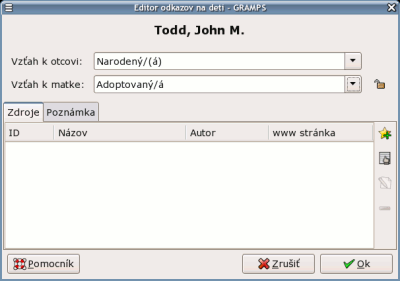 Editor odkazov na deti - GRAMPS
Todd, John M.
Vzťah k otcovi: Narodený/(á)
Vzťah k matke: Adoptovaný/á
Zdroje Poznámka
ID Názov Autor www stránka
Pomocník Zrušiť Ok